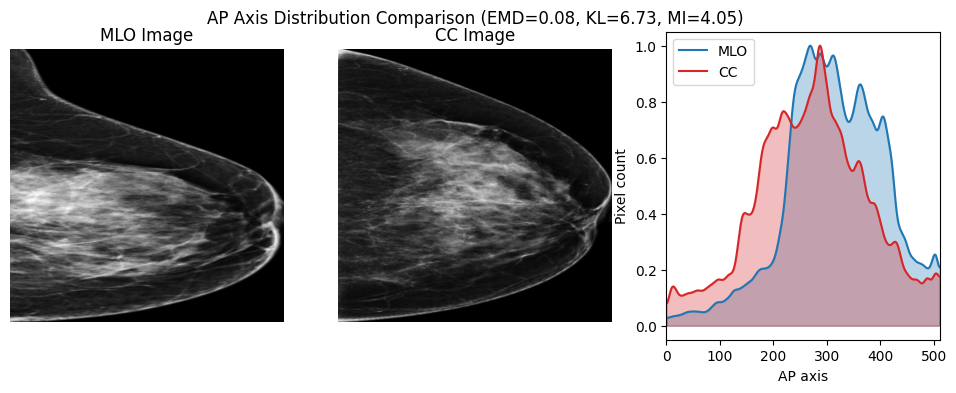 AP Axis Distribution Comparison (EMD=0.08, KL=6.73, MI=4.05)
MLO Image
CC Image
MLO
CC
1.0
0.8
0.6
0.4
0.2
0.0
Pixel count
0 100 200 300 400 500
AP axis